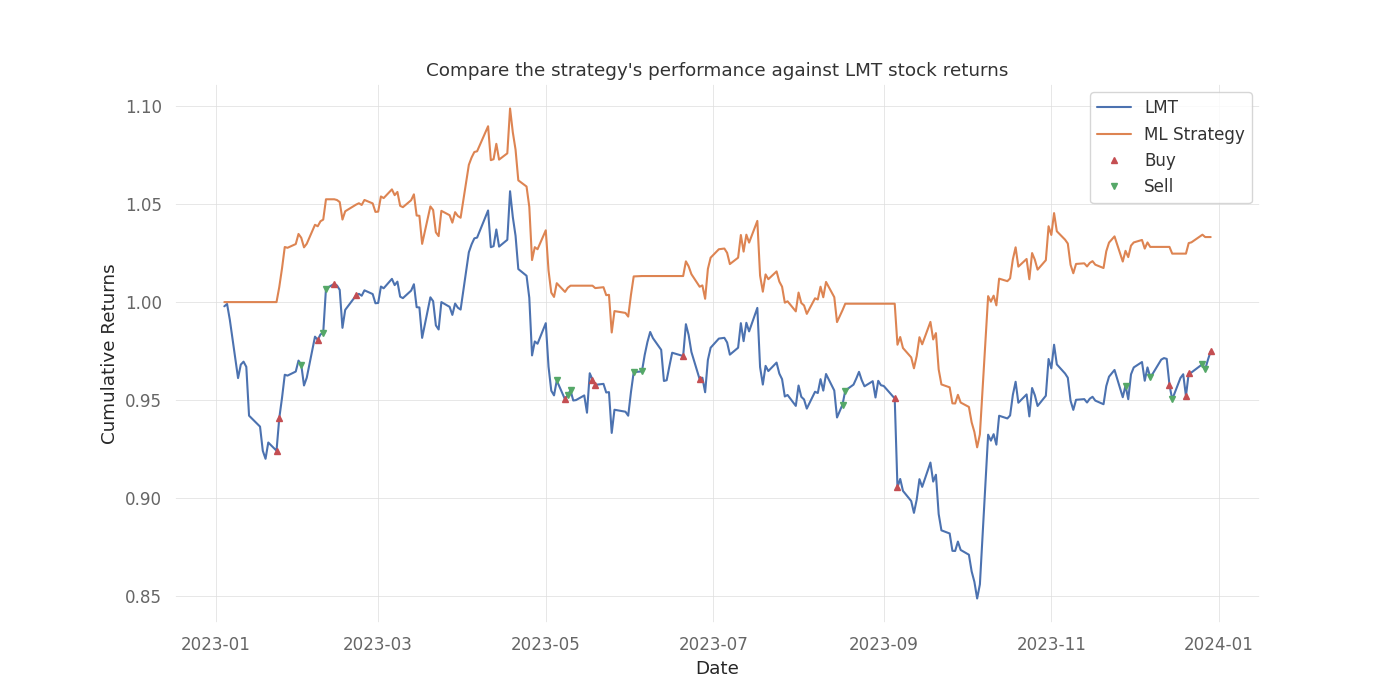 Compare the strategy's performance against LMT stock returns
LMT
ML Strategy
Buy
Sell
Cumulative Returns
1.10
1.05
1.00
0.95
0.90
0.85
2023-01
2023-03
2023-05
2023-07
2023-09
2023-11
2024-01
Date